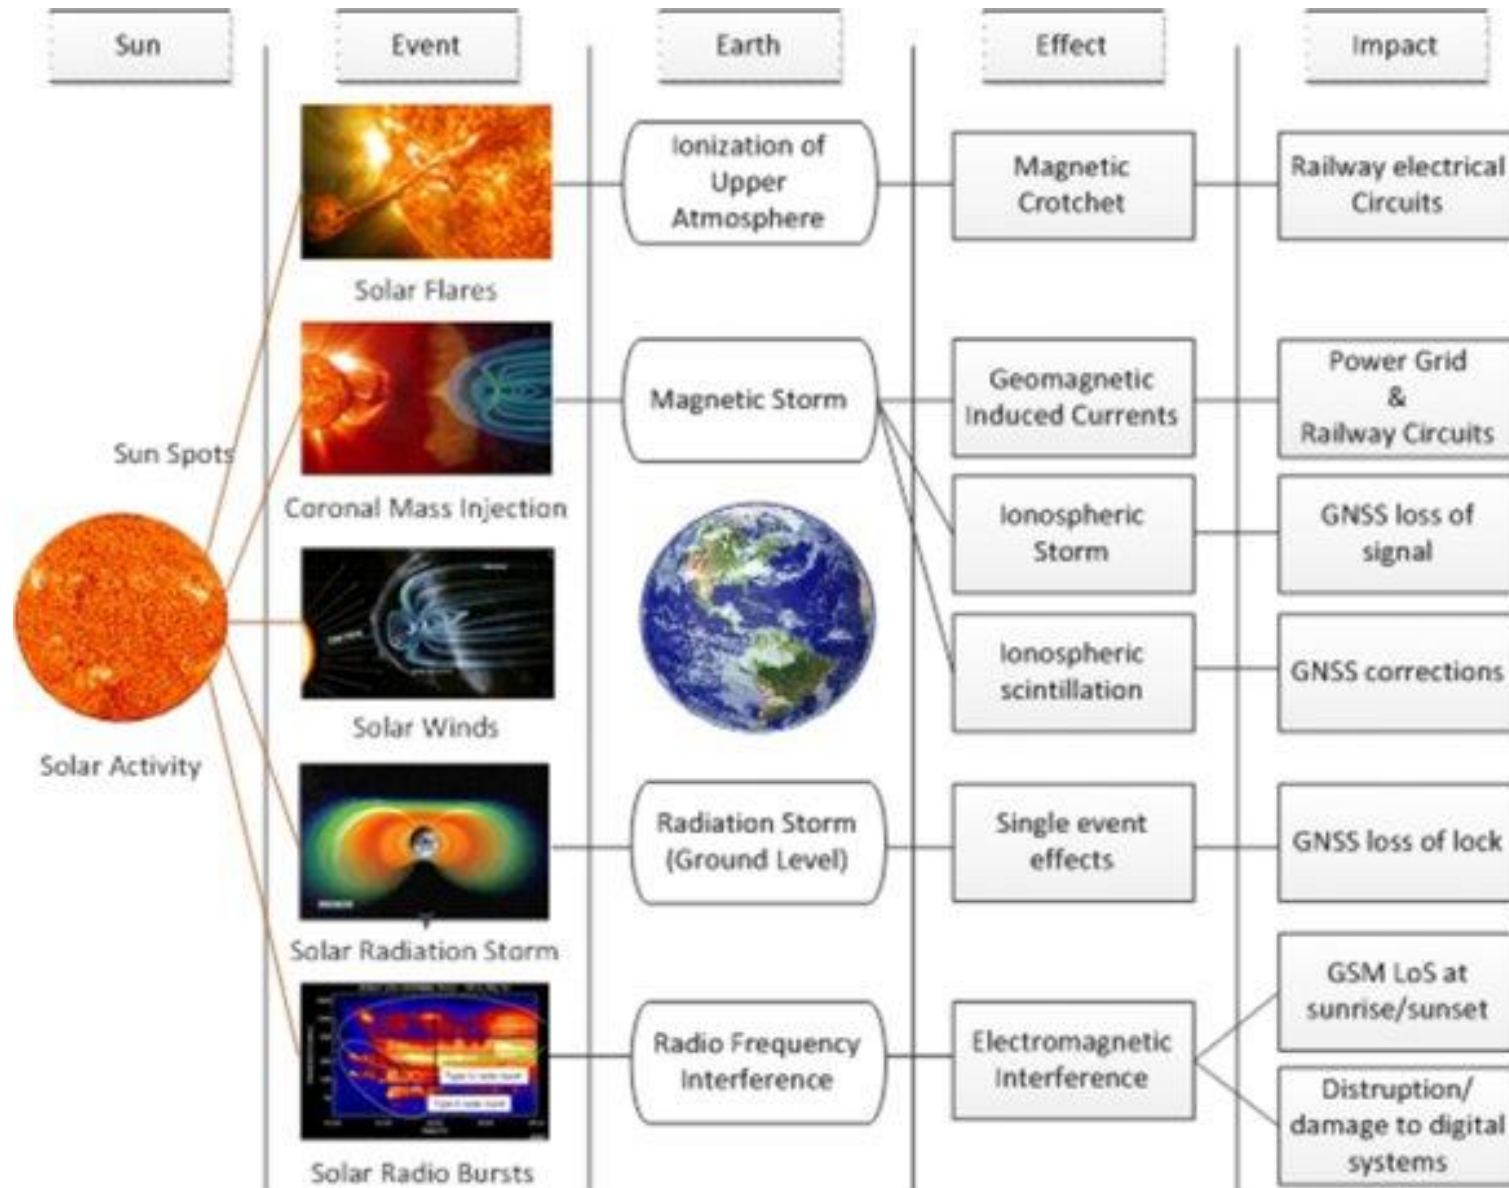 Sun
Event
Earth
Effect
Impact
Ionization of
Upper
Atmosphere
Magnetic
Crotchet
Railway electrical
Circuits
Solar Flares
Magnetic Storm
Geomagnetic
Induced Currents
Power Grid
&
Railway Circuits
Sun Spots
Coronal Mass Injection
Ionospheric
Storm
GNSS loss of
signal
Ionospheric
scintillation
GNSS corrections
Solar Winds
Solar Activity
Radiation Storm
(Ground Level)
Single event
effects
GNSS loss of lock
Solar Radiation Storm
Radio Frequency
Interference
Electromagnetic
Interference
GSM LoS at
sunrise/sunset
Distruption/
damage to digital
systems
Solar Radio Bursts